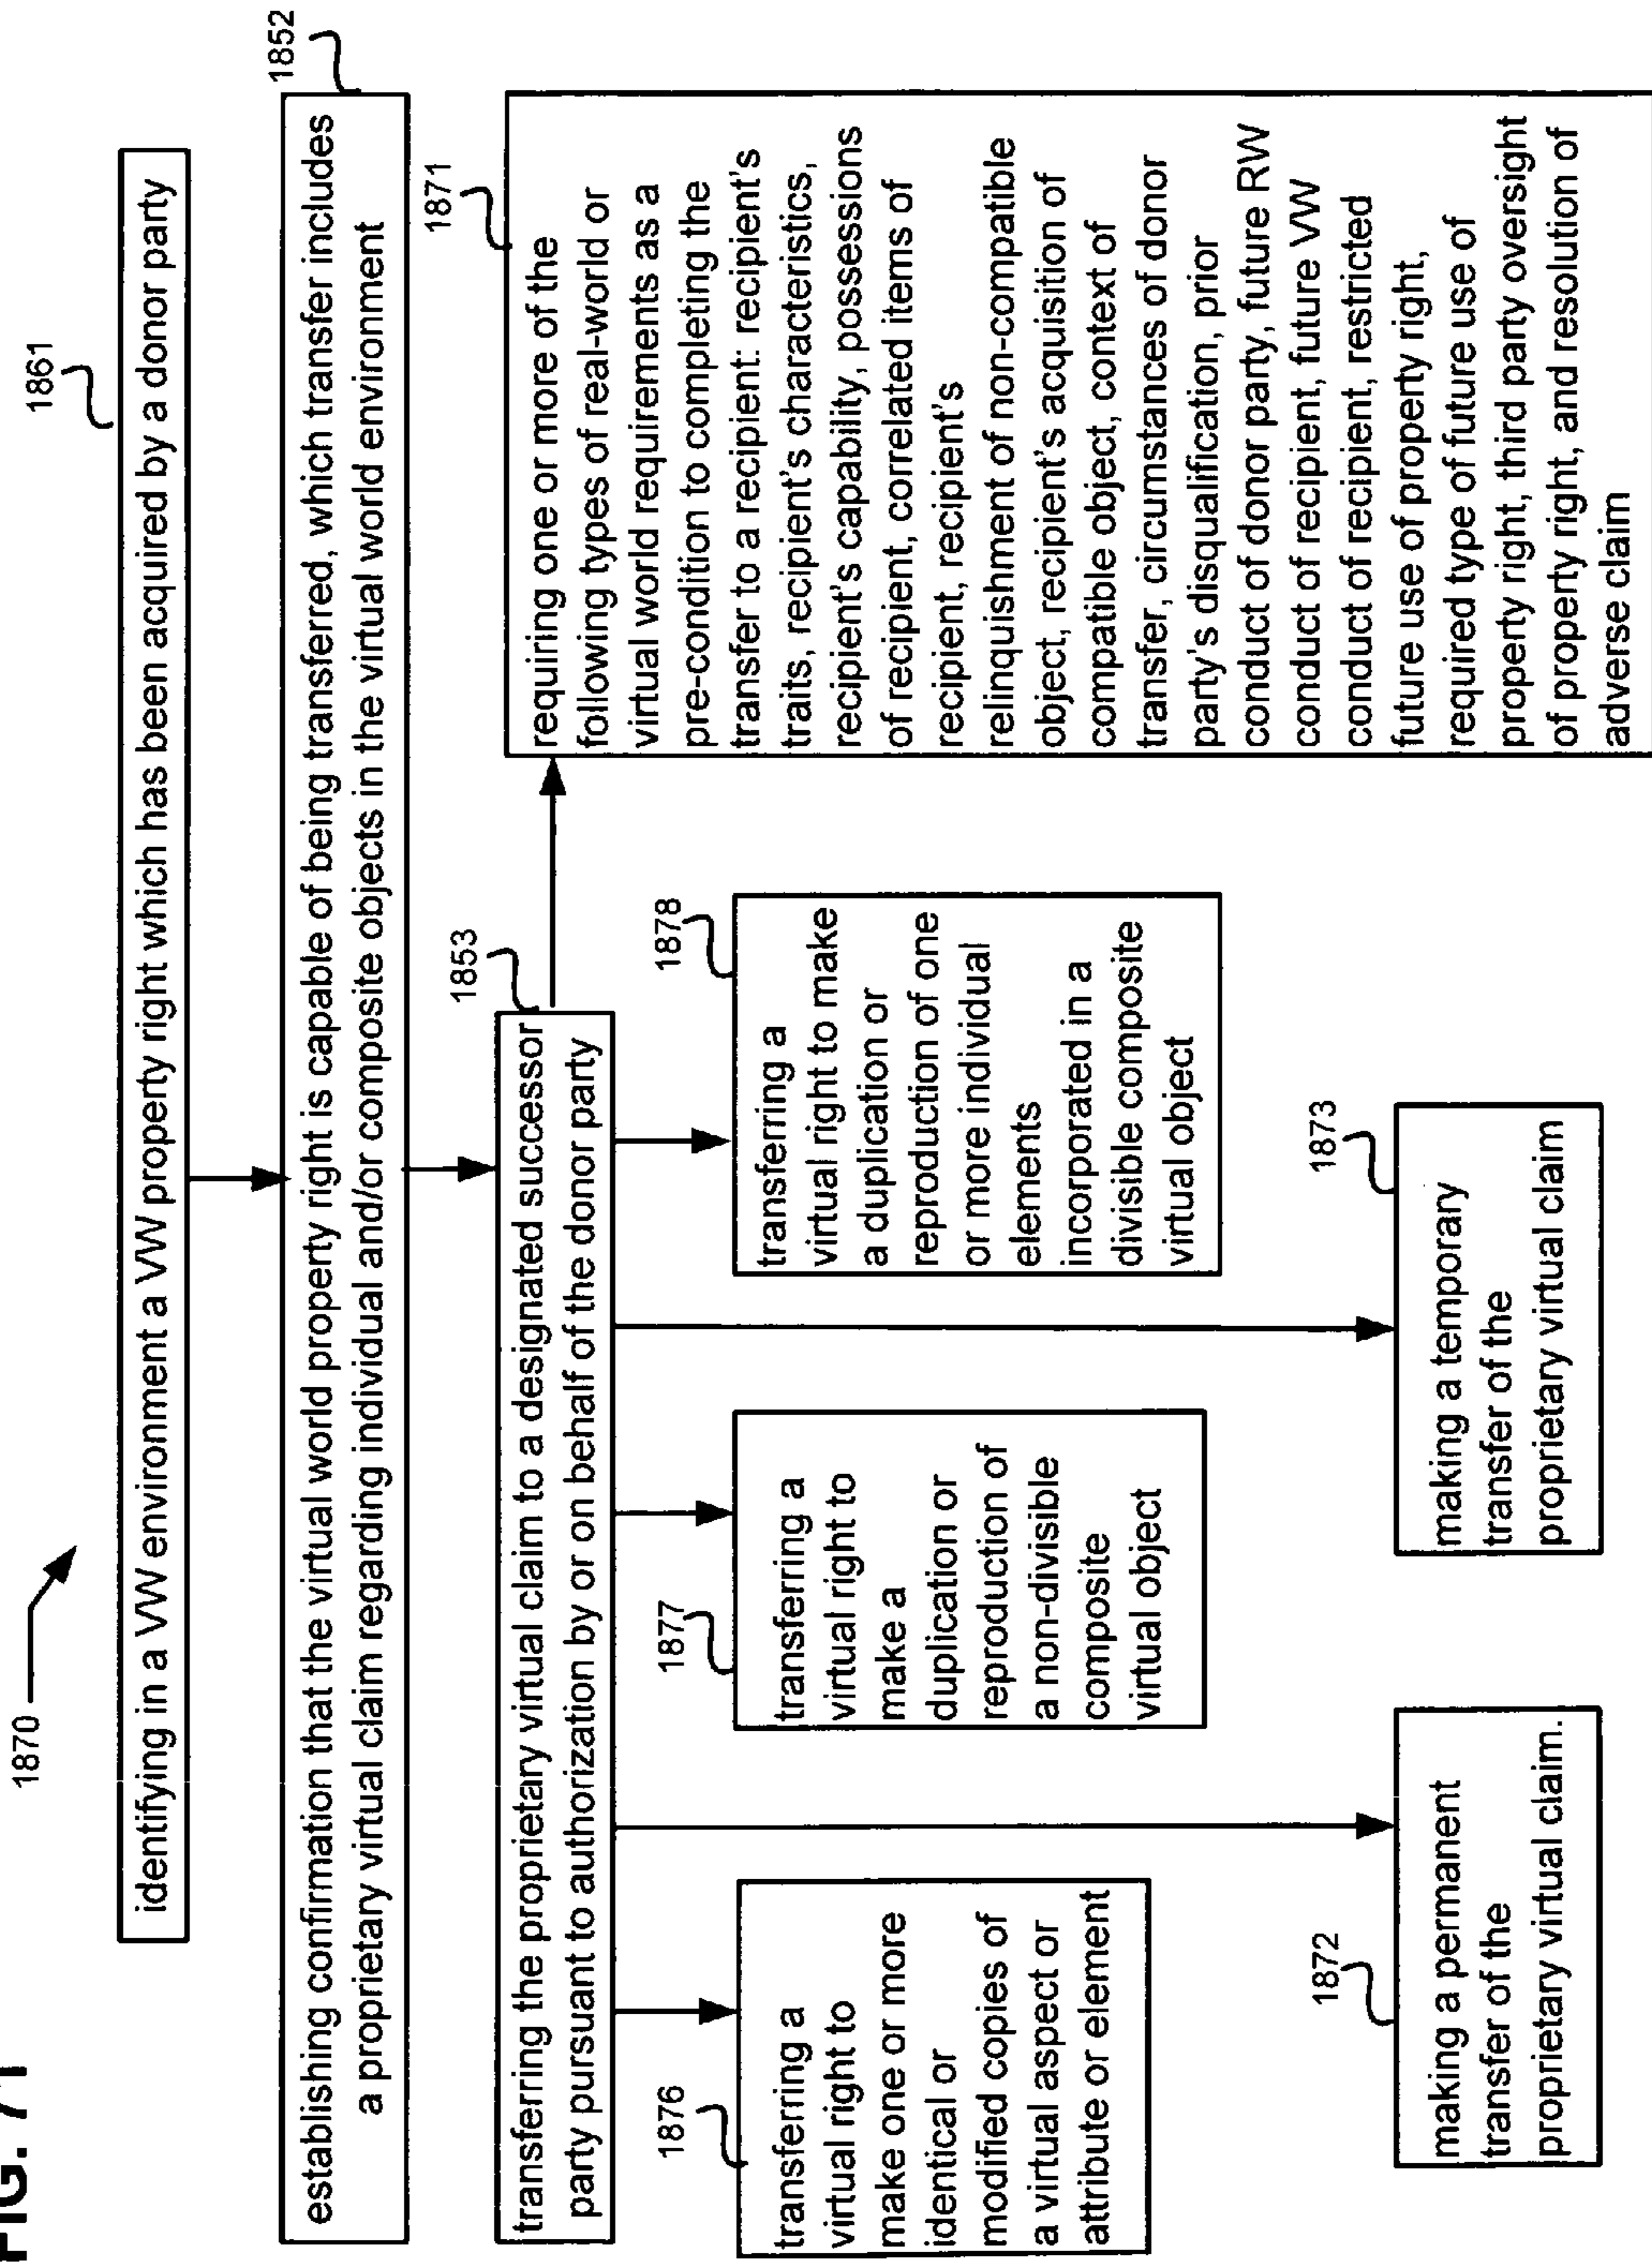 FIG. 71
1870
1861
identifying in a VW environment a VW property right which has been acquired by a donor party
1852
establishing confirmation that the virtual world property right is capable of being transferred, which transfer includes
a proprietary virtual claim regarding individual and/or composite objects in the virtual world environment
1853
transferring the proprietary virtual claim to a designated successor
party pursuant to authorization by or on behalf of the donor party
1871
requiring one or more of the
following types of real-world or
virtual world requirements as a
pre-condition to completing the
transfer to a recipient: recipient's
traits, recipient's characteristics,
recipient's capability, possessions
of recipient, correlated items of
recipient, recipient's
relinquishment of non-compatible
object, recipient's acquisition of
compatible object, context of
transfer, circumstances of donor
party's disqualification, prior
conduct of donor party, future RW
conduct of recipient, future VW
conduct of recipient, restricted
future use of property right,
required type of future use of
property right, third party oversight
of property right, and resolution of
adverse claim
1876
transferring a
virtual right to
make one or more
identical or
modified copies of
a virtual aspect or
attribute or element
1877
transferring a
virtual right to
make a
duplication or
reproduction of
a non-divisible
composite
virtual object
1878
transferring a
virtual right to make
a duplication or
reproduction of one
or more individual
elements
incorporated in a
divisible composite
virtual object
1872
making a permanent
transfer of the
proprietary virtual claim.
1873
making a temporary
transfer of the
proprietary virtual claim